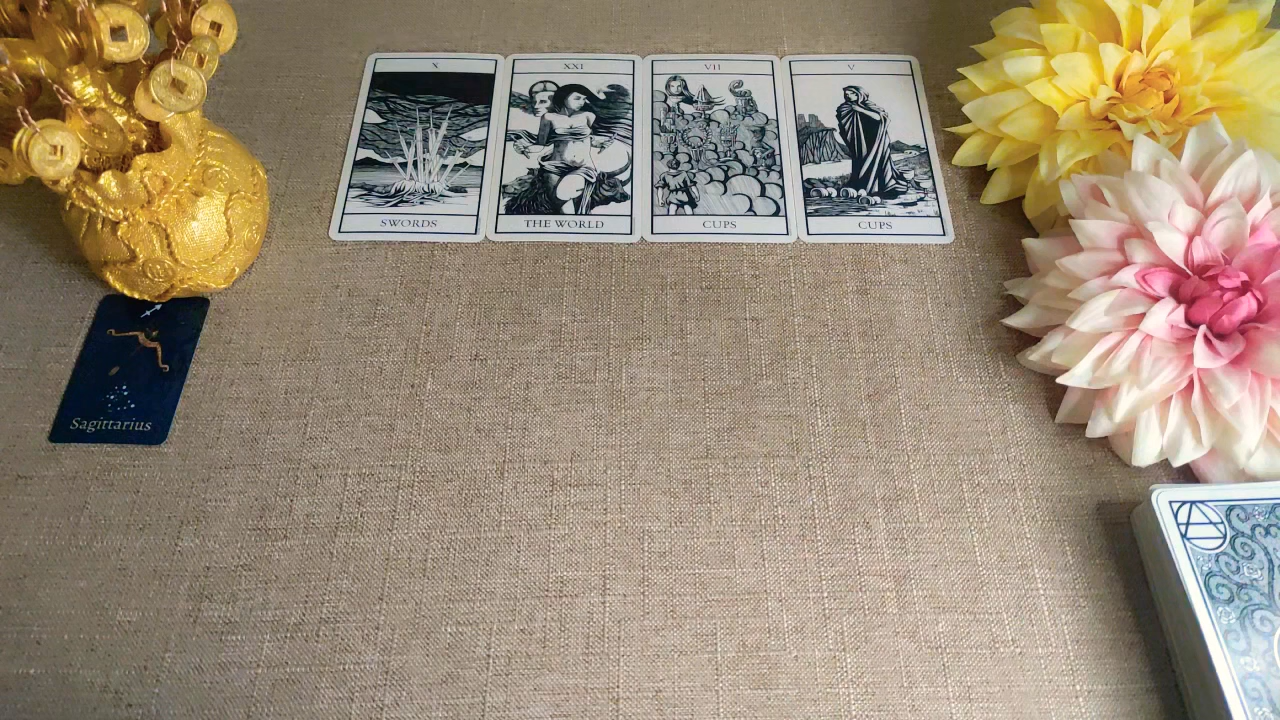 X
SWORDS
XXI
THE WORLD
VII
CUPS
V
CUPS
Sagittarius